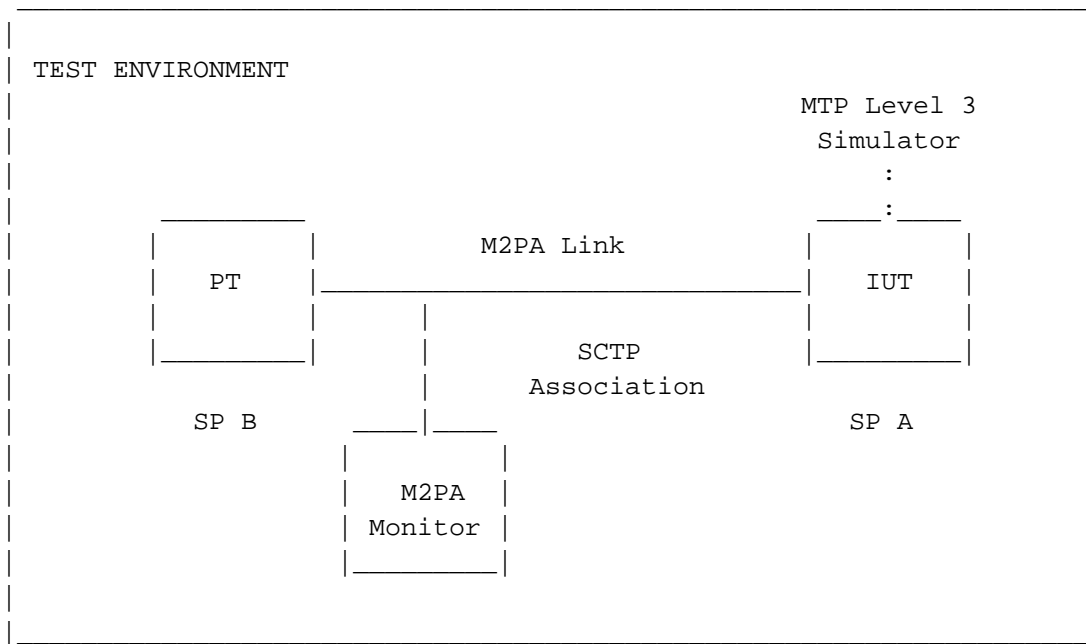 TEST ENVIRONMENT
MTP Level 3
Simulator
:
:
M2PA Link
PT
IUT
SCTP
Association
SP B
SP A
M2PA
Monitor